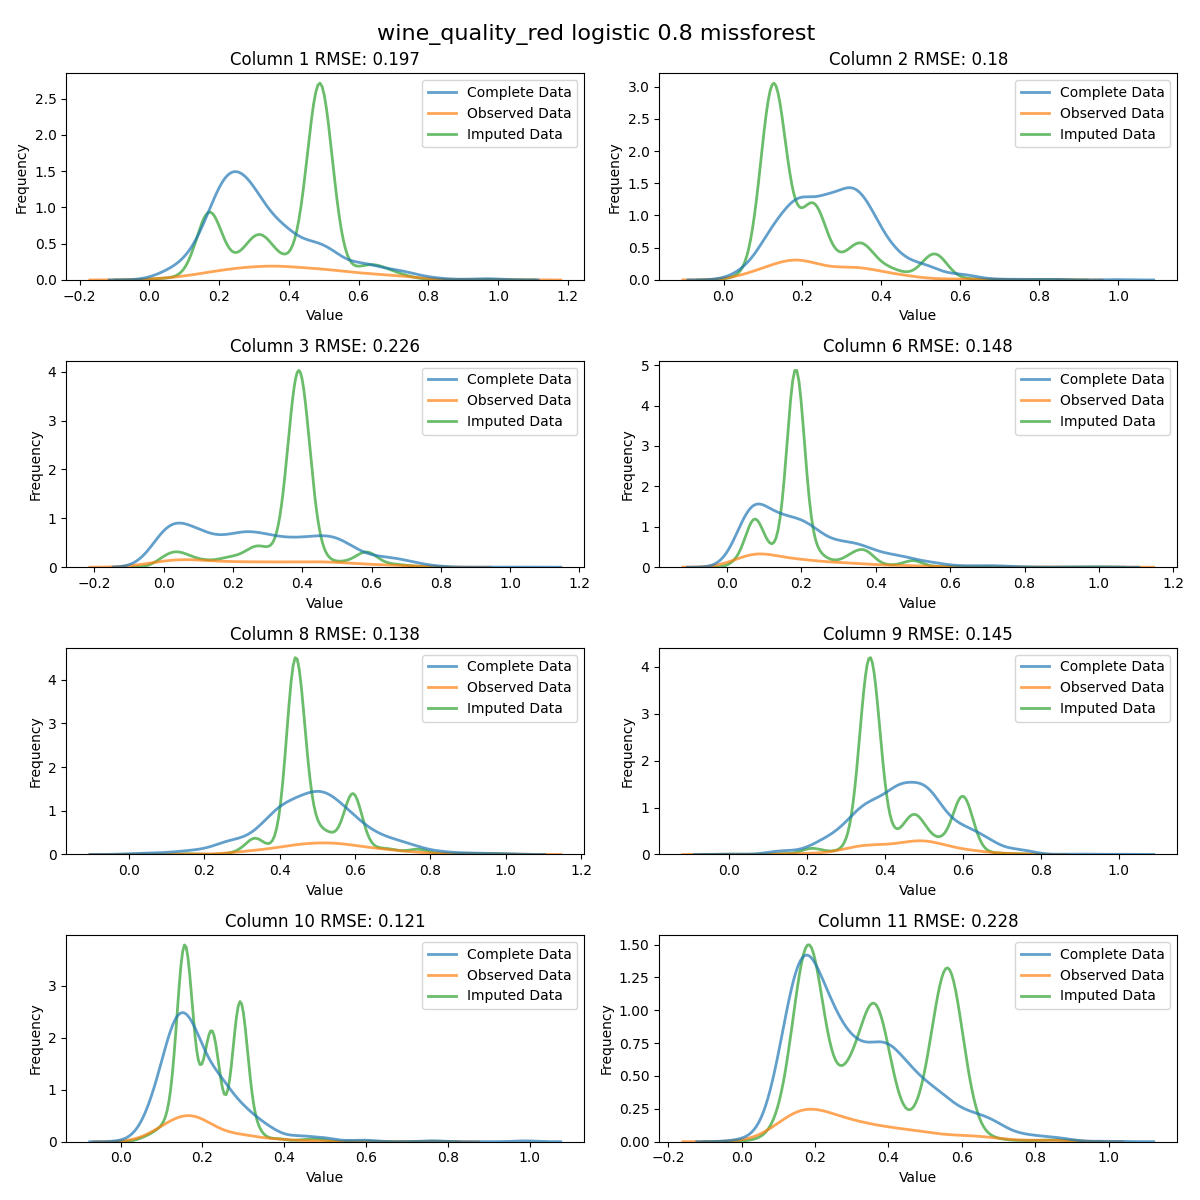 wine_quality_red logistic 0.8 missforest
Column 1 RMSE: 0.197
Frequency
2.5
2.0
1.5
1.0
0.5
0.0
Complete Data
Observed Data
Imputed Data
−0.2 0.0 0.2 0.4 0.6 0.8 1.0 1.2
Value
Column 2 RMSE: 0.18
Frequency
3.0
2.5
2.0
1.5
1.0
0.5
0.0
Complete Data
Observed Data
Imputed Data
0.0 0.2 0.4 0.6 0.8 1.0
Value
Column 3 RMSE: 0.226
Frequency
4
3
2
1
0
Complete Data
Observed Data
Imputed Data
−0.2 0.0 0.2 0.4 0.6 0.8 1.0 1.2
Value
Column 6 RMSE: 0.148
Frequency
5
4
3
2
1
0
Complete Data
Observed Data
Imputed Data
0.0 0.2 0.4 0.6 0.8 1.0 1.2
Value
Column 8 RMSE: 0.138
Frequency
4
3
2
1
0
Complete Data
Observed Data
Imputed Data
0.0 0.2 0.4 0.6 0.8 1.0 1.2
Value
Column 9 RMSE: 0.145
Frequency
4
3
2
1
0
Complete Data
Observed Data
Imputed Data
0.0 0.2 0.4 0.6 0.8 1.0
Value
Column 10 RMSE: 0.121
Frequency
3
2
1
0
Complete Data
Observed Data
Imputed Data
0.0 0.2 0.4 0.6 0.8 1.0
Value
Column 11 RMSE: 0.228
Frequency
1.50
1.25
1.00
0.75
0.50
0.25
0.00
Complete Data
Observed Data
Imputed Data
−0.2 0.0 0.2 0.4 0.6 0.8 1.0
Value